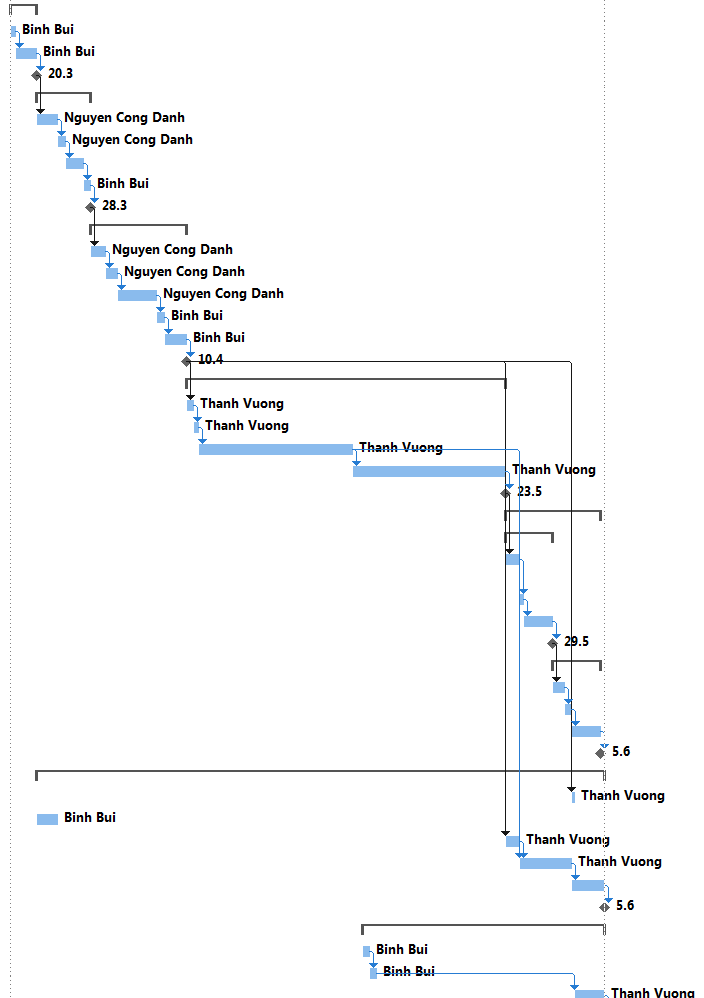 Binh Bui
Binh Bui
20.3
Nguyen Cong Danh
Nguyen Cong Danh
Binh Bui
28.3
Nguyen Cong Danh
Nguyen Cong Danh
Nguyen Cong Danh
Binh Bui
Binh Bui
10.4
Thanh Vuong
Thanh Vuong
Thanh Vuong
Thanh Vuong
23.5
29.5
5.6
Thanh Vuong
Binh Bui
Thanh Vuong
Thanh Vuong
5.6
Binh Bui
Binh Bui
Thanh Vuong